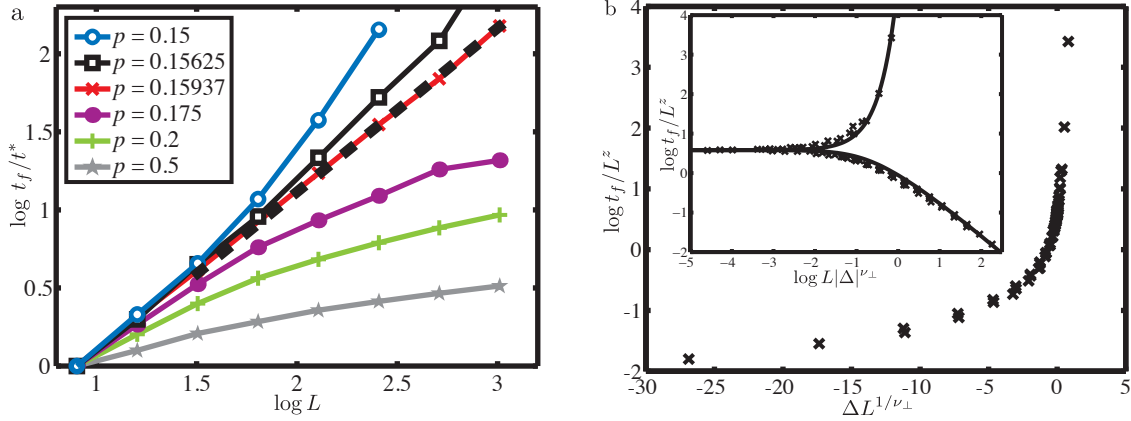 a
log t_f/t*
2
1.5
1
0.5
0
p = 0.15
p = 0.15625
p = 0.15937
p = 0.175
p = 0.2
p = 0.5
1 1.5 2 2.5 3
log L
b
log t_f/L^z
4
3
2
1
0
-1
-2
log t_f/L^z
4
3
2
1
0
−1
−2
−5 −4 −3 −2 −1 0 1 2
log L|Δ|^ν⊥
-30 -25 -20 -15 -10 -5 0 5
ΔL^1/ν⊥